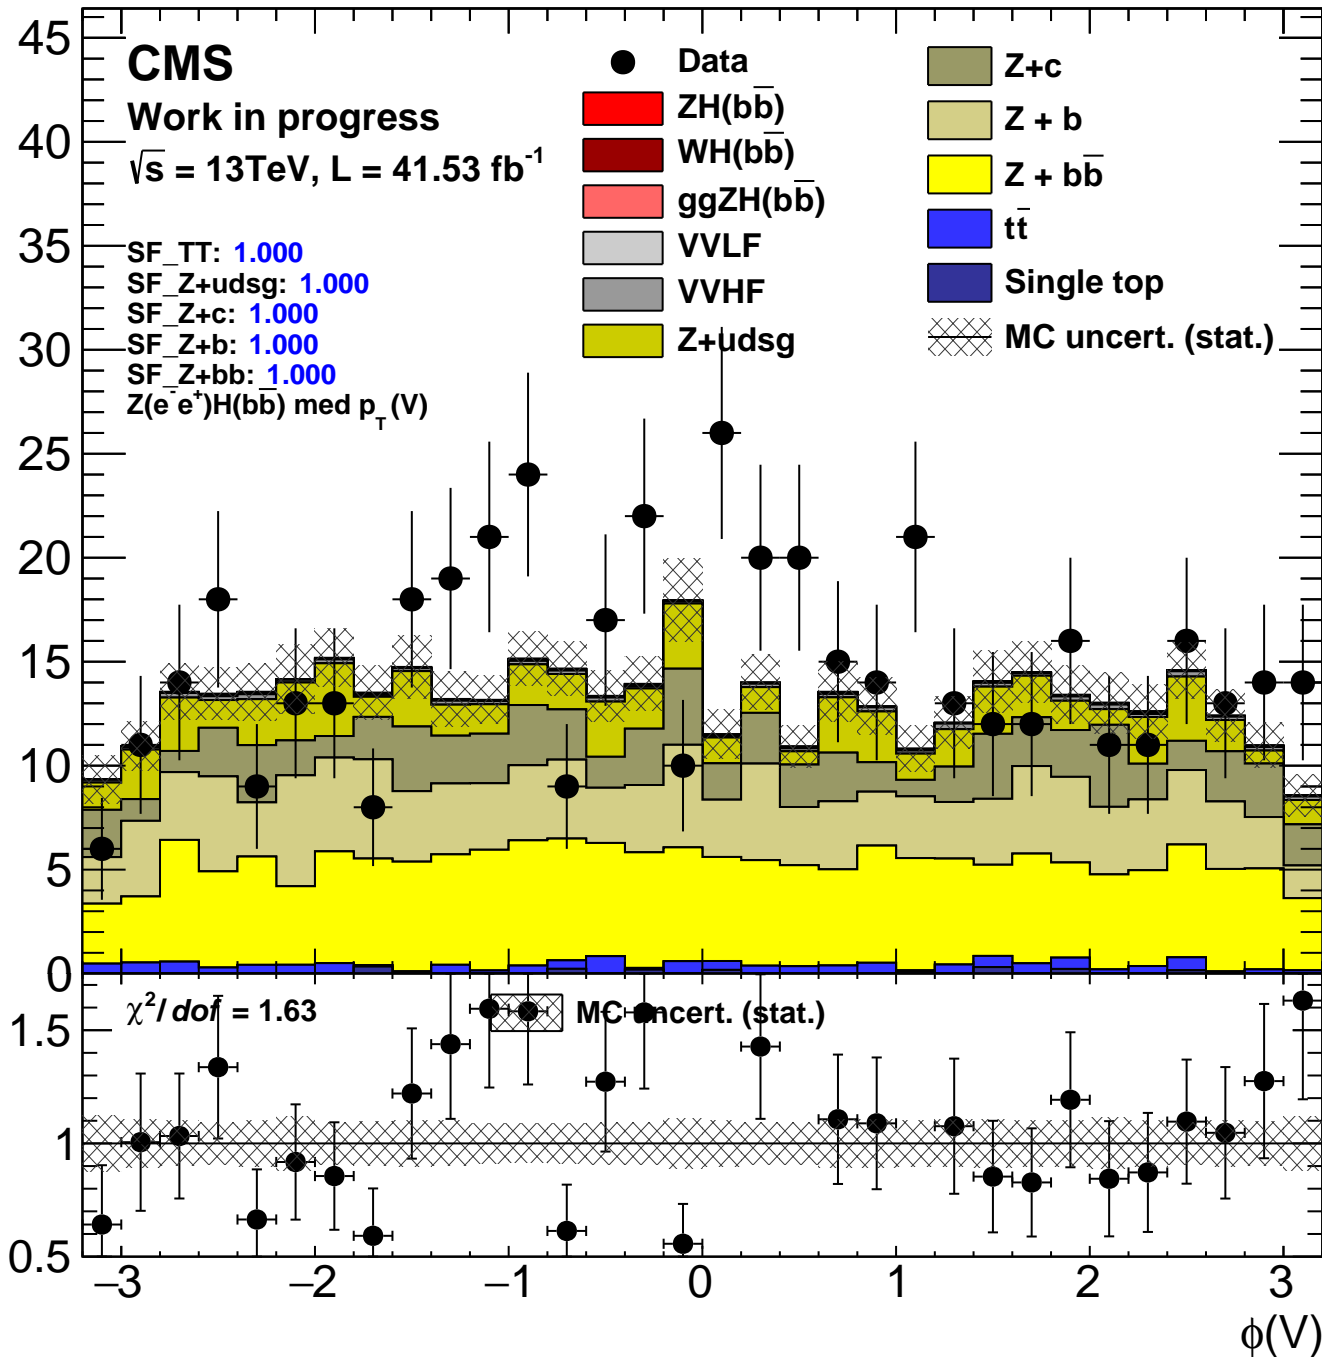 CMS
Work in progress
√s = 13TeV, L = 41.53 fb⁻¹
SF_TT: 1.000
SF_Z+udsg: 1.000
SF_Z+c: 1.000
SF_Z+b: 1.000
SF_Z+bb: 1.000
Z(e⁻e⁺)H(bb̅) med p_T(V)
Data
ZH(bb̅)
WH(bb̅)
ggZH(bb̅)
VVLF
VVHF
Z+udsg
Z+c
Z + b
Z + bb̅
tt̅
Single top
MC uncert. (stat.)
45
40
35
30
25
20
15
10
5
0
χ²/dof = 1.63
MC uncert. (stat.)
1.5
1
0.5
−3 −2 −1 0 1 2 3
ϕ(V)